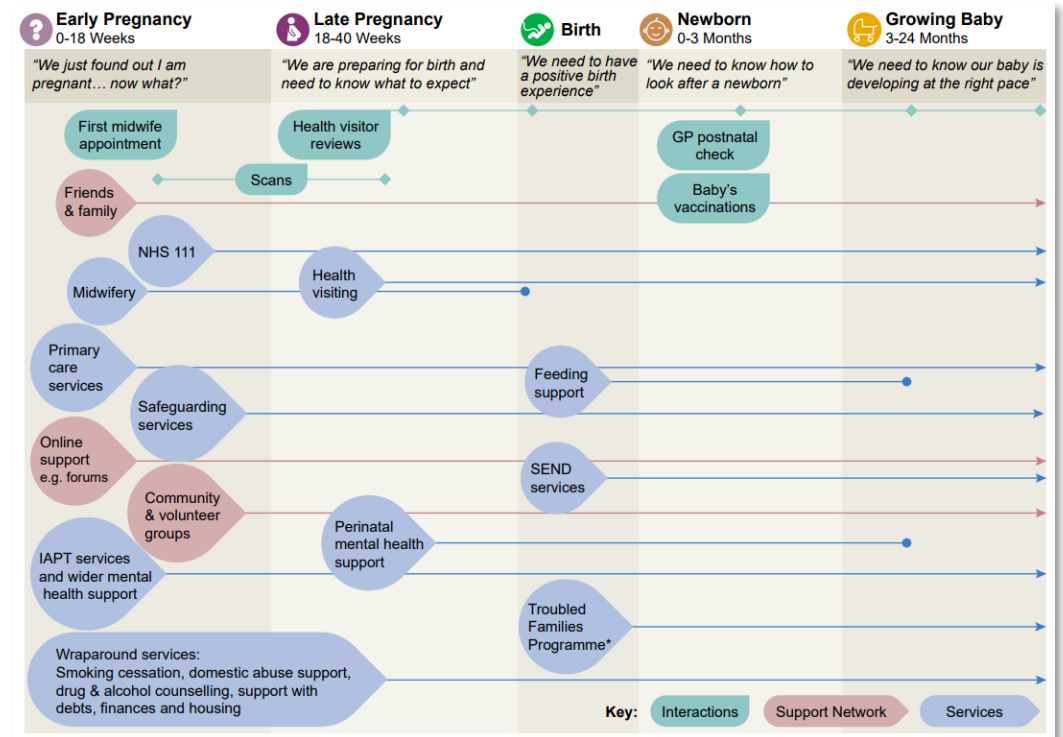 Early Pregnancy
0-18 Weeks
Late Pregnancy
18-40 Weeks
Birth
Newborn
0-3 Months
Growing Baby
3-24 Months
“We just found out I am
pregnant… now what?”
“We are preparing for birth and
need to know what to expect”
“We need to have
a positive birth
experience”
“We need to know how to
look after a newborn”
“We need to know our baby is
developing at the right pace”
First midwife
appointment
Health visitor
reviews
GP postnatal
check
Scans
Baby’s
vaccinations
Friends
& family
NHS 111
Midwifery
Health
visiting
Primary
care
services
Feeding
support
Safeguarding
services
Online
support
e.g. forums
SEND
services
Community
& volunteer
groups
Perinatal
mental health
support
IAPT services
and wider mental
health support
Troubled
Families
Programme*
Wraparound services:
Smoking cessation, domestic abuse support,
drug & alcohol counselling, support with
debts, finances and housing
Key:
Interactions
Support Network
Services